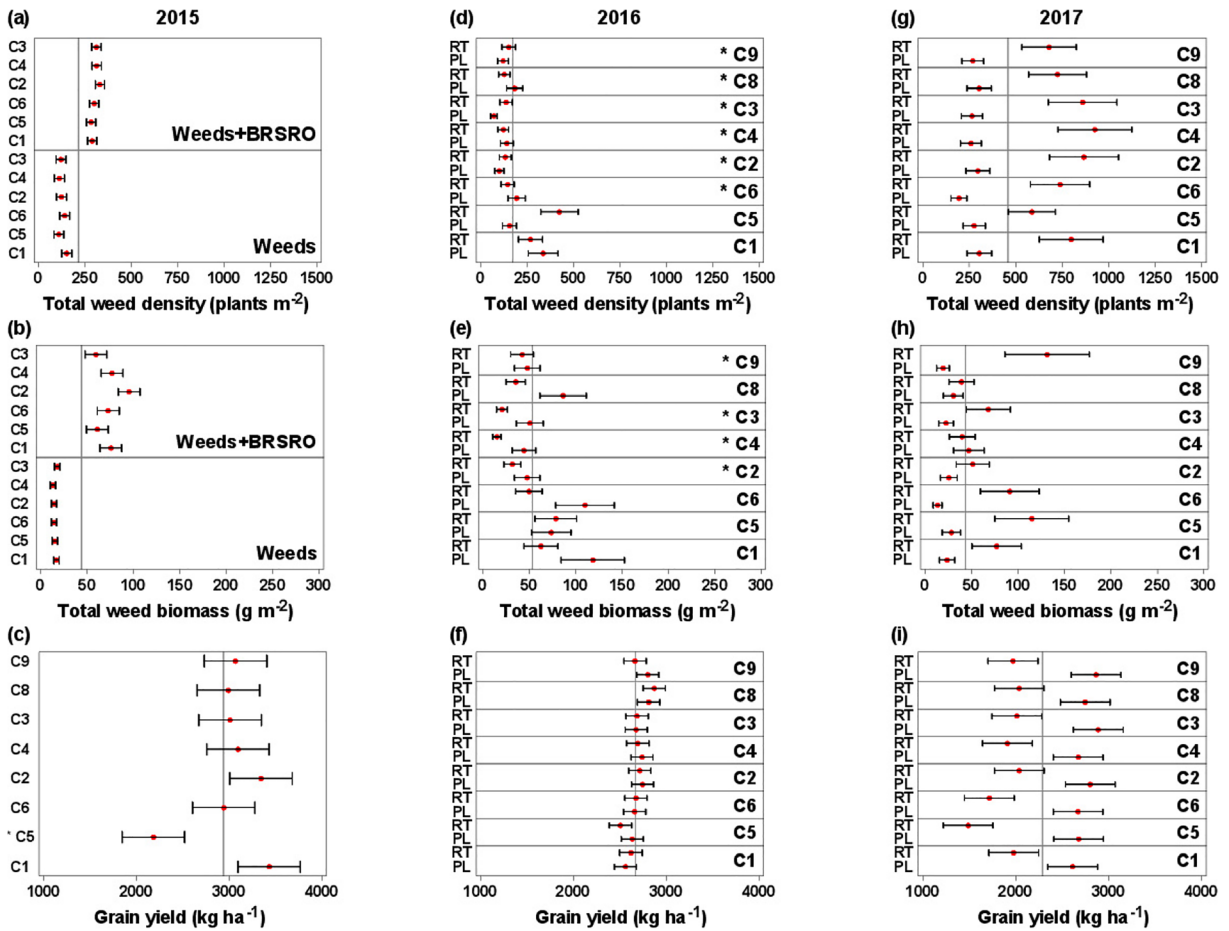 (a) 2015
C3
C4
C2
C6
C5
C1
Weeds+BRSRO
C3
C4
C2
C6
C5
C1
Weeds
0 250 500 750 1000 1250 1500
Total weed density (plants m-2)
(d) 2016
RT
PL
* C9
RT
PL
* C8
RT
PL
* C3
RT
PL
* C4
RT
PL
* C2
RT
PL
* C6
RT
PL
C5
RT
PL
C1
0 250 500 750 1000 1250 1500
Total weed density (plants m-2)
(g) 2017
RT
PL
C9
RT
PL
C8
RT
PL
C3
RT
PL
C4
RT
PL
C2
RT
PL
C6
RT
PL
C5
RT
PL
C1
0 250 500 750 1000 1250 1500
Total weed density (plants m-2)
(b)
C3
C4
C2
C6
C5
C1
Weeds+BRSRO
C3
C4
C2
C6
C5
C1
Weeds
0 50 100 150 200 250 300
Total weed biomass (g m-2)
(e)
RT
PL
* C9
RT
PL
C8
RT
PL
* C3
RT
PL
* C4
RT
PL
* C2
RT
PL
C6
RT
PL
C5
RT
PL
C1
0 50 100 150 200 250 300
Total weed biomass (g m-2)
(h)
RT
PL
C9
RT
PL
C8
RT
PL
C3
RT
PL
C4
RT
PL
C2
RT
PL
C6
RT
PL
C5
RT
PL
C1
0 50 100 150 200 250 300
Total weed biomass (g m-2)
(c)
C9
C8
C3
C4
C2
C6
* C5
C1
1000 2000 3000 4000
Grain yield (kg ha-1)
(f)
RT
PL
C9
RT
PL
C8
RT
PL
C3
RT
PL
C4
RT
PL
C2
RT
PL
C6
RT
PL
C5
RT
PL
C1
1000 2000 3000 4000
Grain yield (kg ha-1)
(i)
RT
PL
C9
RT
PL
C8
RT
PL
C3
RT
PL
C4
RT
PL
C2
RT
PL
C6
RT
PL
C5
RT
PL
C1
1000 2000 3000 4000
Grain yield (kg ha-1)